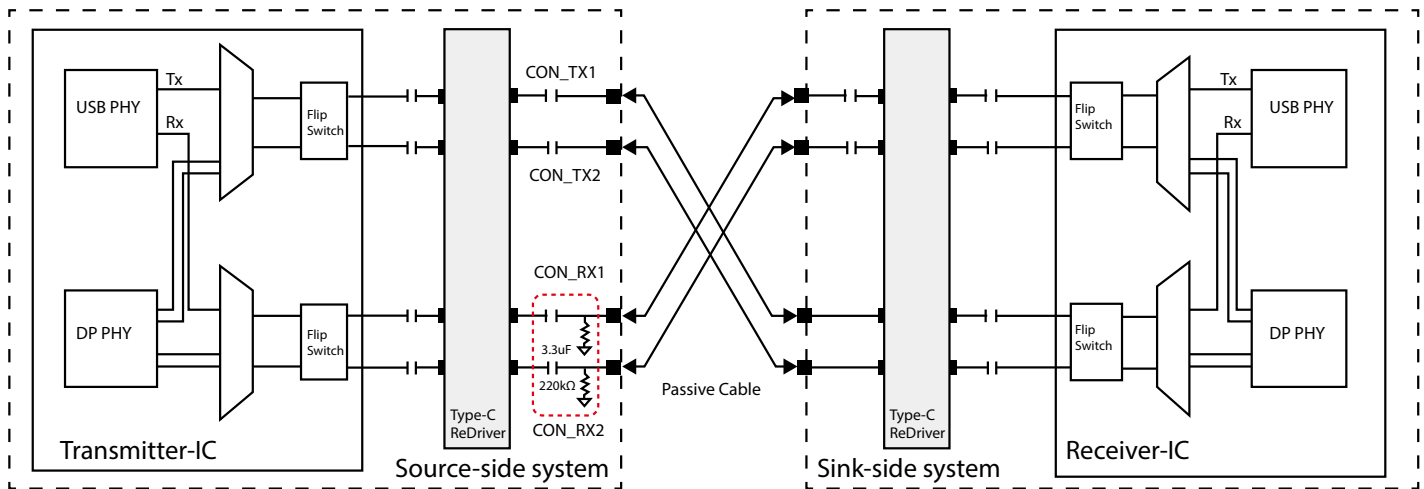 Tx
USB PHY
Rx
Flip
Switch
DP PHY
Flip
Switch
Transmitter-IC
Type-C
ReDriver
Source-side system
CON_TX1
CON_TX2
CON_RX1
3.3uF
220kΩ
CON_RX2
Passive Cable
Type-C
ReDriver
Sink-side system
Flip
Switch
Tx
USB PHY
Rx
Flip
Switch
DP PHY
Receiver-IC